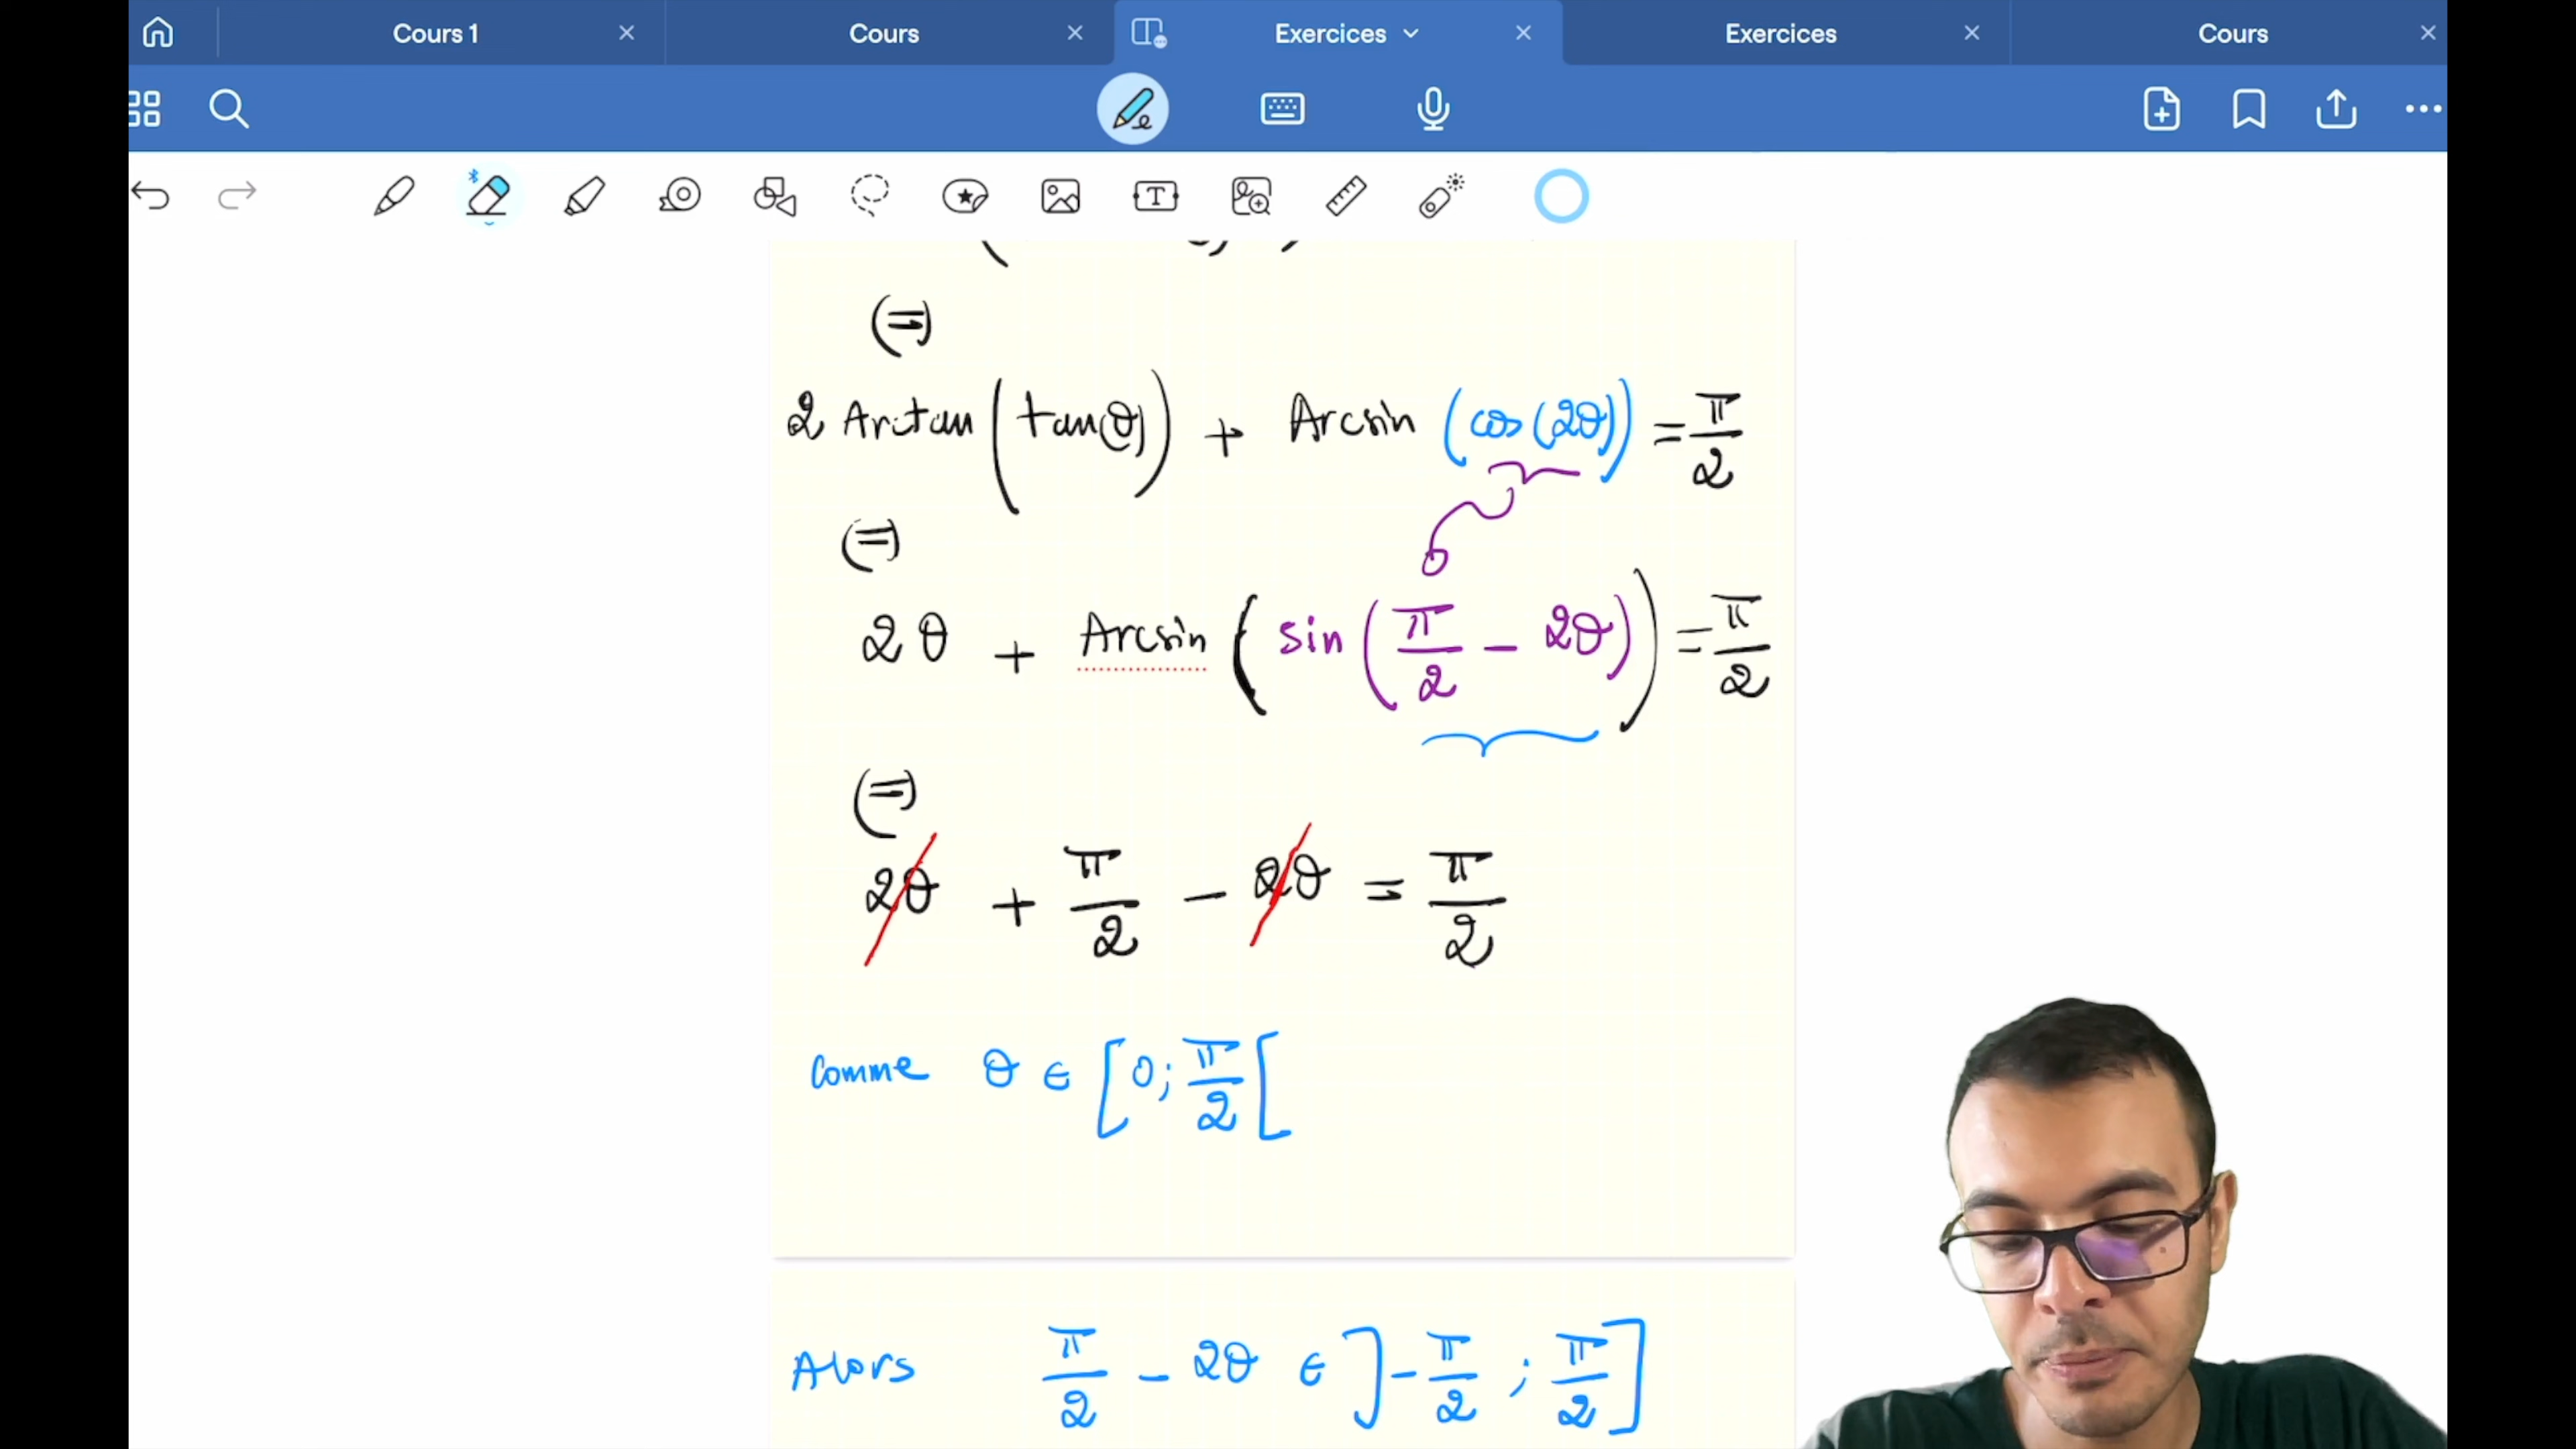 Cours 1 Cours Exercices Exercices Cours
(=)
2 Arctan(tan(θ)) + Arcsin(cos(2θ)) = π/2
(=)
2θ + Arcsin(sin(π/2 - 2θ)) = π/2
(=)
2θ + π/2 - 2θ = π/2
Comme θ ∈ [0; π/2[
Alors π/2 - 2θ ∈ ]-π/2 ; π/2]